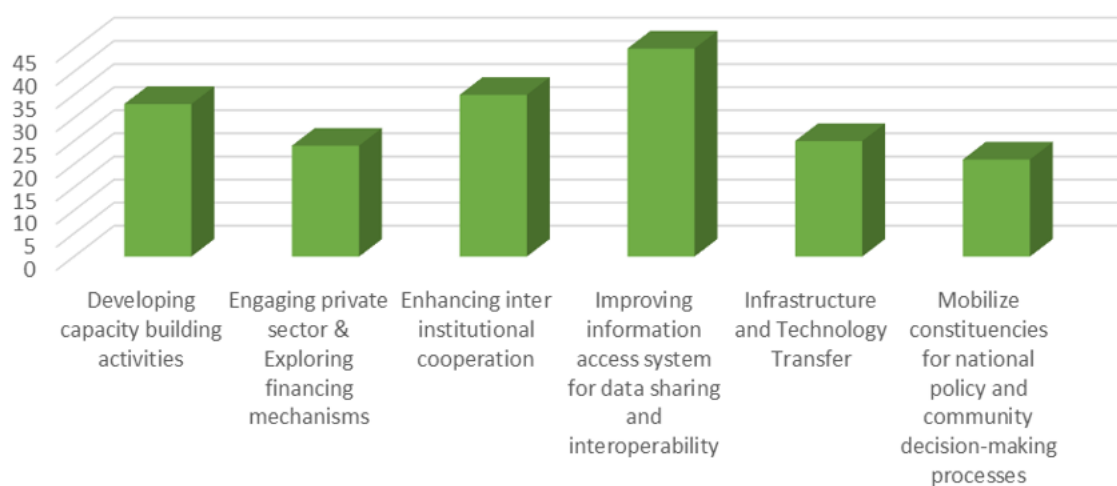 45
40
35
30
25
20
15
10
5
0
Developing
capacity building
activities
Engaging private
sector &
Exploring
financing
mechanisms
Enhancing inter
institutional
cooperation
Improving
information
access system
for data sharing
and
interoperability
Infrastructure
and Technology
Transfer
Mobilize
constituencies
for national
policy and
community
decision-making
processes